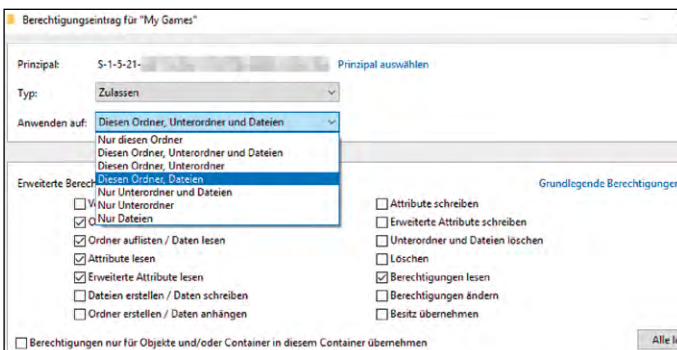 Berechtigungseintrag für "My Games"
Prinzipal: S-1-5-21- Prinzipal auswählen
Typ: Zulassen
Anwenden auf: Diesen Ordner, Unterordner und Dateien
Nur diesen Ordner
Diesen Ordner, Unterordner und Dateien
Diesen Ordner, Unterordner
Diesen Ordner, Dateien
Nur Unterordner und Dateien
Nur Unterordner
Nur Dateien
Erweiterte Berech
Grundlegende Berechtigungen
V
O
Ordner auflisten / Daten lesen
Attribute lesen
Erweiterte Attribute lesen
Dateien erstellen / Daten schreiben
Ordner erstellen / Daten anhängen
Attribute schreiben
Erweiterte Attribute schreiben
Unterordner und Dateien löschen
Löschen
Berechtigungen lesen
Berechtigungen ändern
Besitz übernehmen
Berechtigungen nur für Objekte und/oder Container in diesem Container übernehmen
Alle l